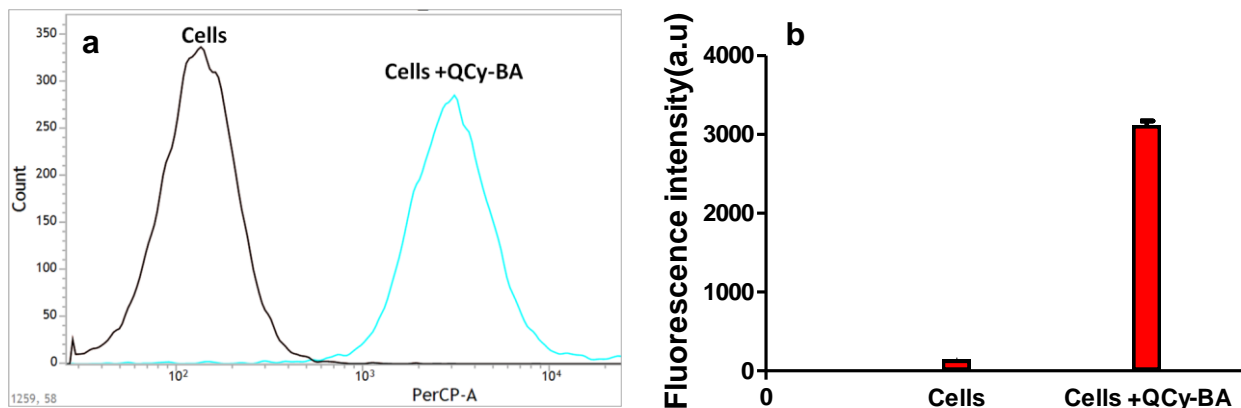 a
Cells
Cells +QCy-BA
350
300
250
200
150
100
50
0
Count
10²
10³
10⁴
PerCP-A
1259, 58
b
Fluorescence intensity(a.u)
4000
3000
2000
1000
0
0
Cells
Cells +QCy-BA